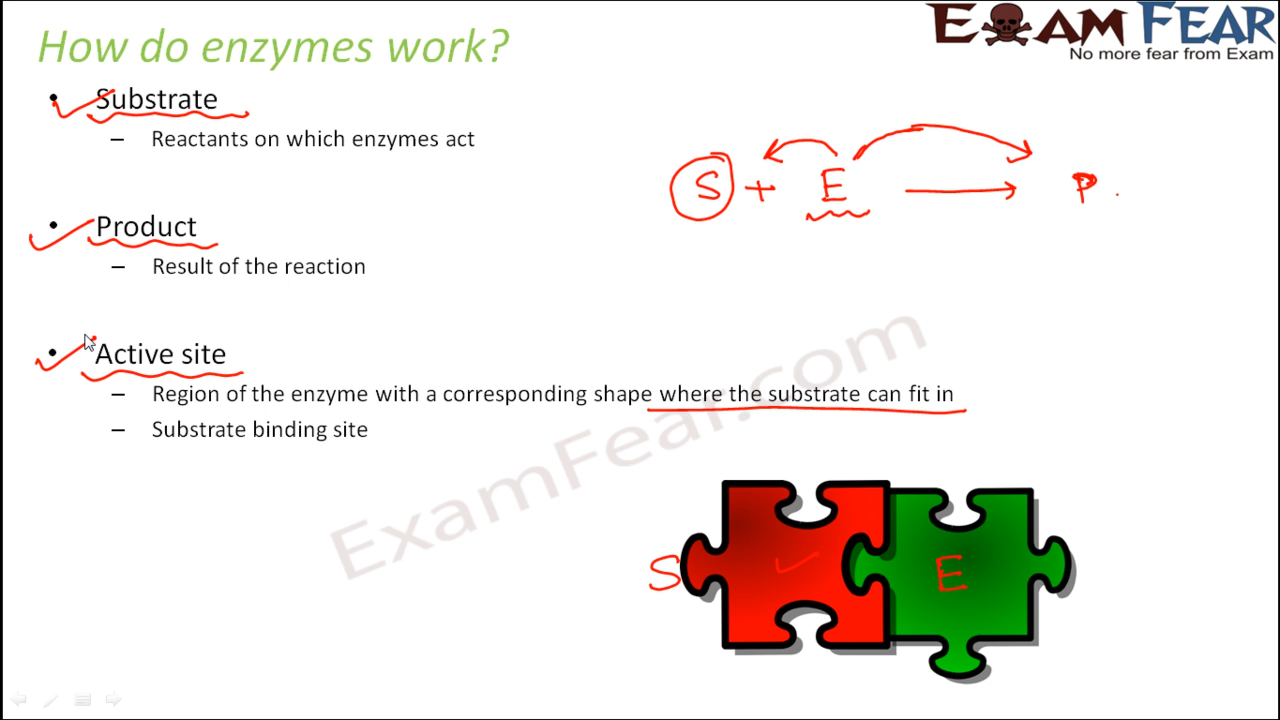 How do enzymes work?
EXAM FEAR
No more fear from Exam
• Substrate
– Reactants on which enzymes act
S + E → P.
• Product
– Result of the reaction
• Active site
– Region of the enzyme with a corresponding shape where the substrate can fit in
– Substrate binding site
ExamFear.com
S
E